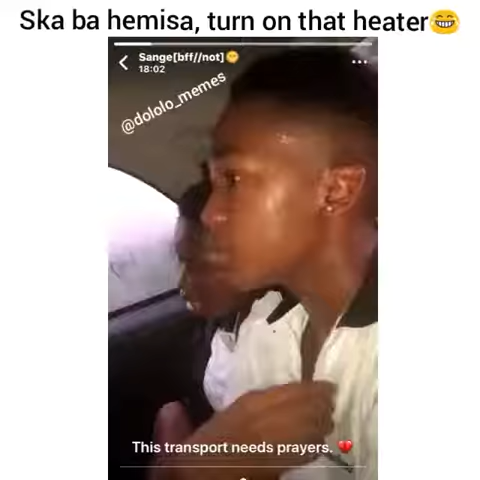 Ska ba hemisa, turn on that heater😂
Sange[bff//not]😁
18:02
@dololo_memes
This transport needs prayers. 💔